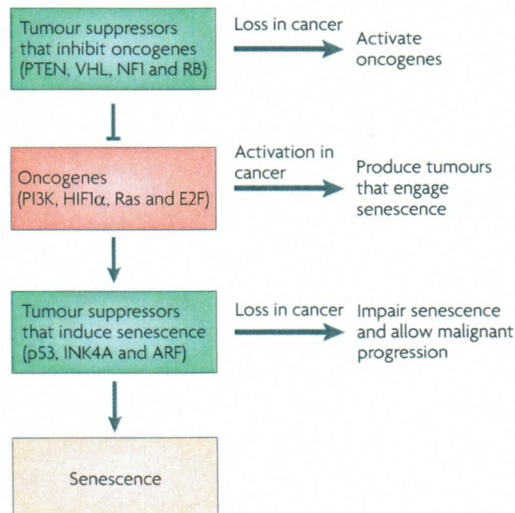 Tumour suppressors
that inhibit oncogenes
(PTEN, VHL, NF1 and RB)
Loss in cancer
Activate
oncogenes
Oncogenes
(PI3K, HIF1α, Ras and E2F)
Activation in
cancer
Produce tumours
that engage
senescence
Tumour suppressors
that induce senescence
(p53, INK4A and ARF)
Loss in cancer
Impair senescence
and allow malignant
progression
Senescence